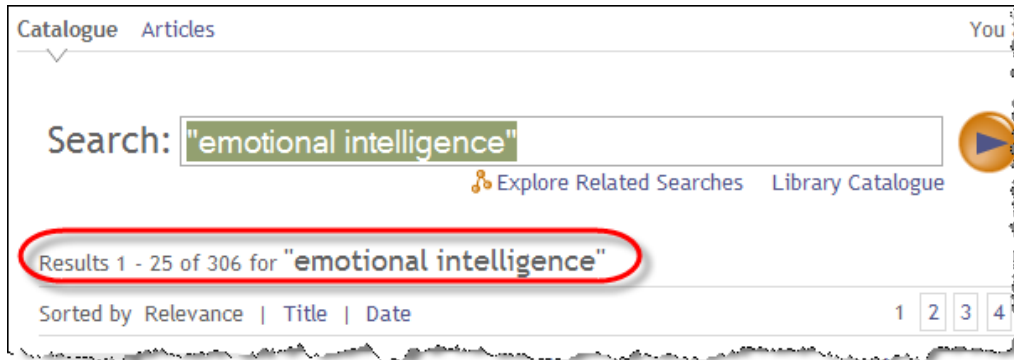 Catalogue Articles You
Search: "emotional intelligence"
Explore Related Searches Library Catalogue
Results 1 - 25 of 306 for "emotional intelligence"
Sorted by Relevance | Title | Date 1 2 3 4